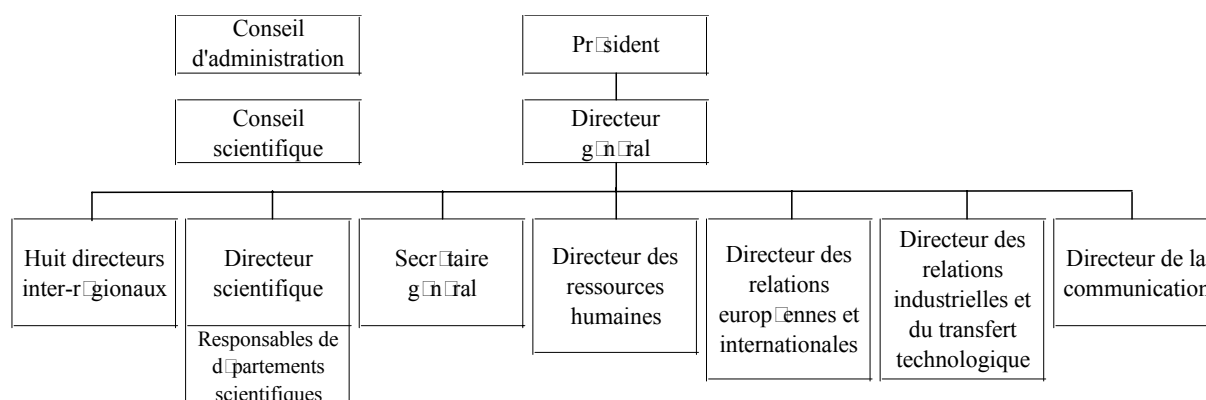 Conseil
d'administration
Pr□sident
Conseil
scientifique
Directeur
g□n□ral
Huit directeurs
inter-r□gionaux
Directeur
scientifique
Responsables de
d□partements
scientifiques
Secr□taire
g□n□ral
Directeur des
ressources
humaines
Directeur des
relations
europ□ennes et
internationales
Directeur des
relations
industrielles et
du transfert
technologique
Directeur de la
communication